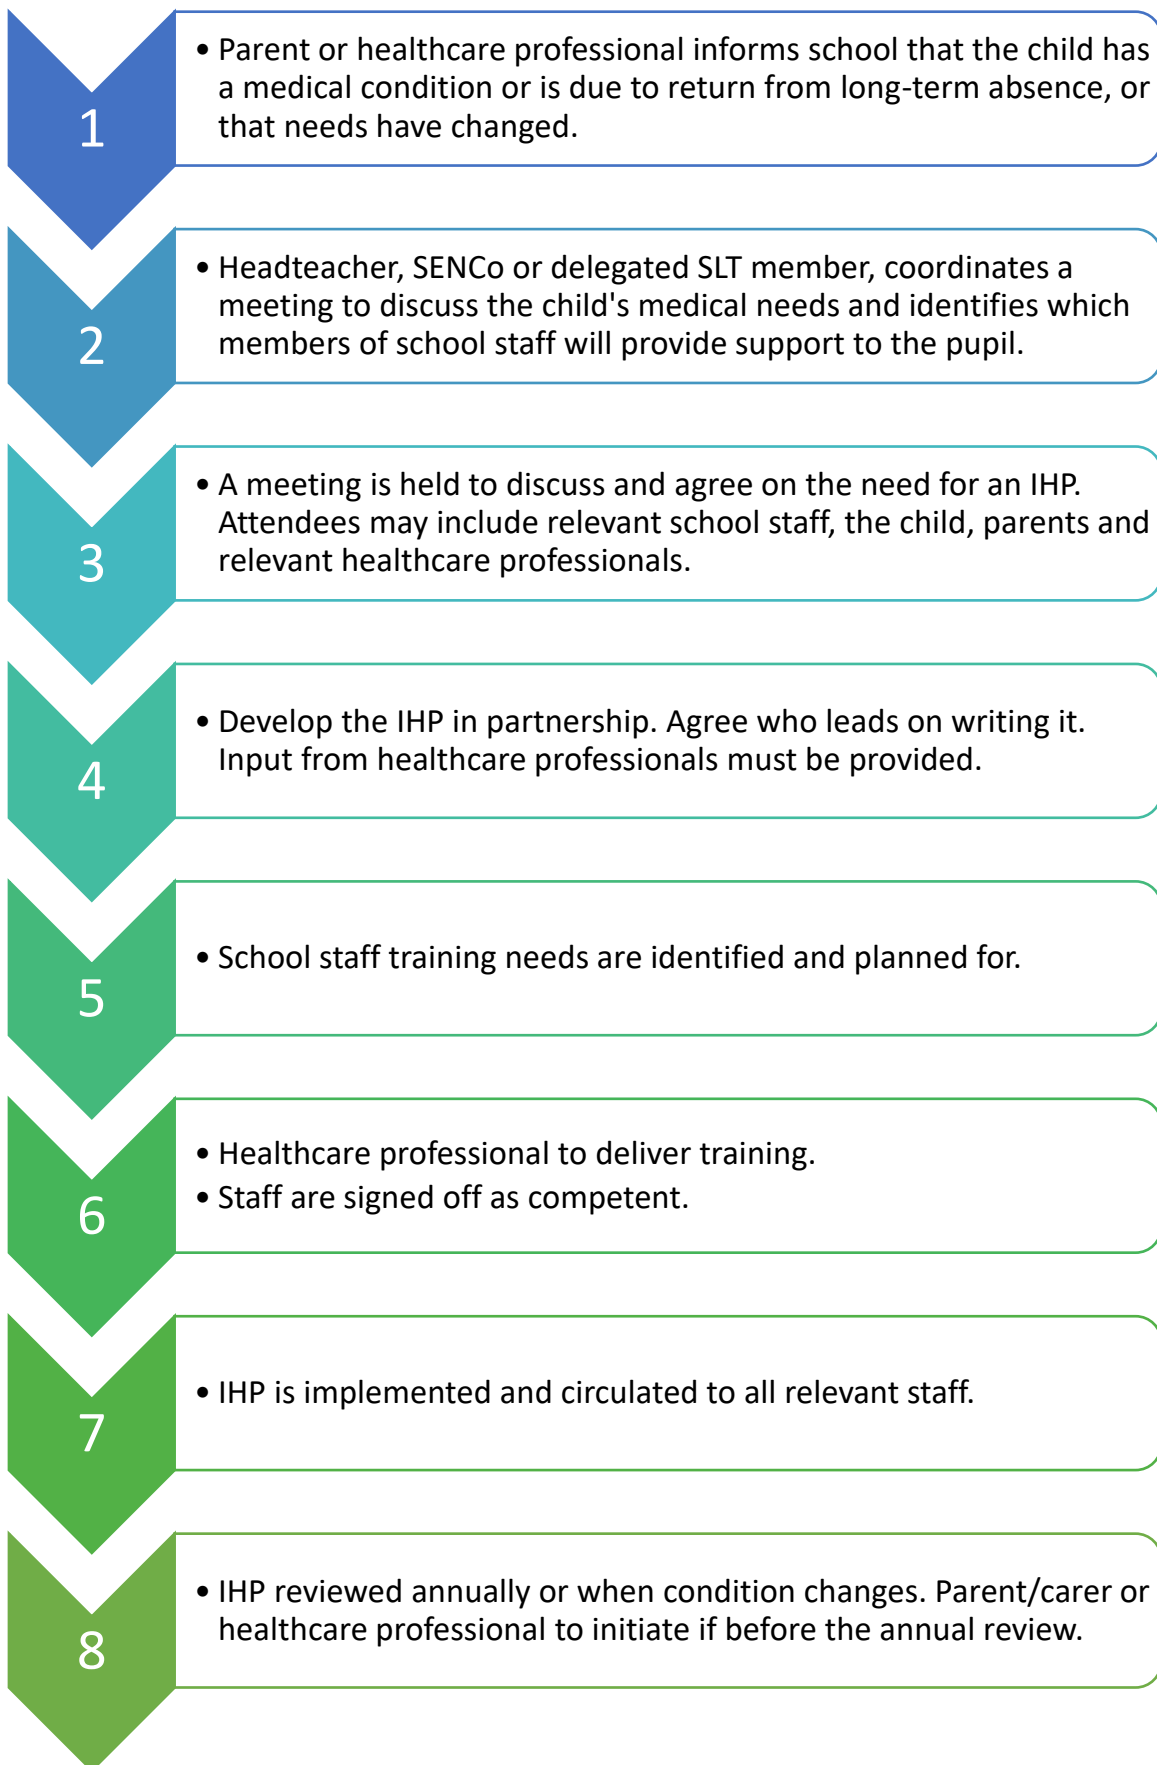 1
• Parent or healthcare professional informs school that the child has
a medical condition or is due to return from long-term absence, or
that needs have changed.
2
• Headteacher, SENCo or delegated SLT member, coordinates a
meeting to discuss the child's medical needs and identifies which
members of school staff will provide support to the pupil.
3
• A meeting is held to discuss and agree on the need for an IHP.
Attendees may include relevant school staff, the child, parents and
relevant healthcare professionals.
4
• Develop the IHP in partnership. Agree who leads on writing it.
Input from healthcare professionals must be provided.
5
• School staff training needs are identified and planned for.
6
• Healthcare professional to deliver training.
• Staff are signed off as competent.
7
• IHP is implemented and circulated to all relevant staff.
8
• IHP reviewed annually or when condition changes. Parent/carer or
healthcare professional to initiate if before the annual review.